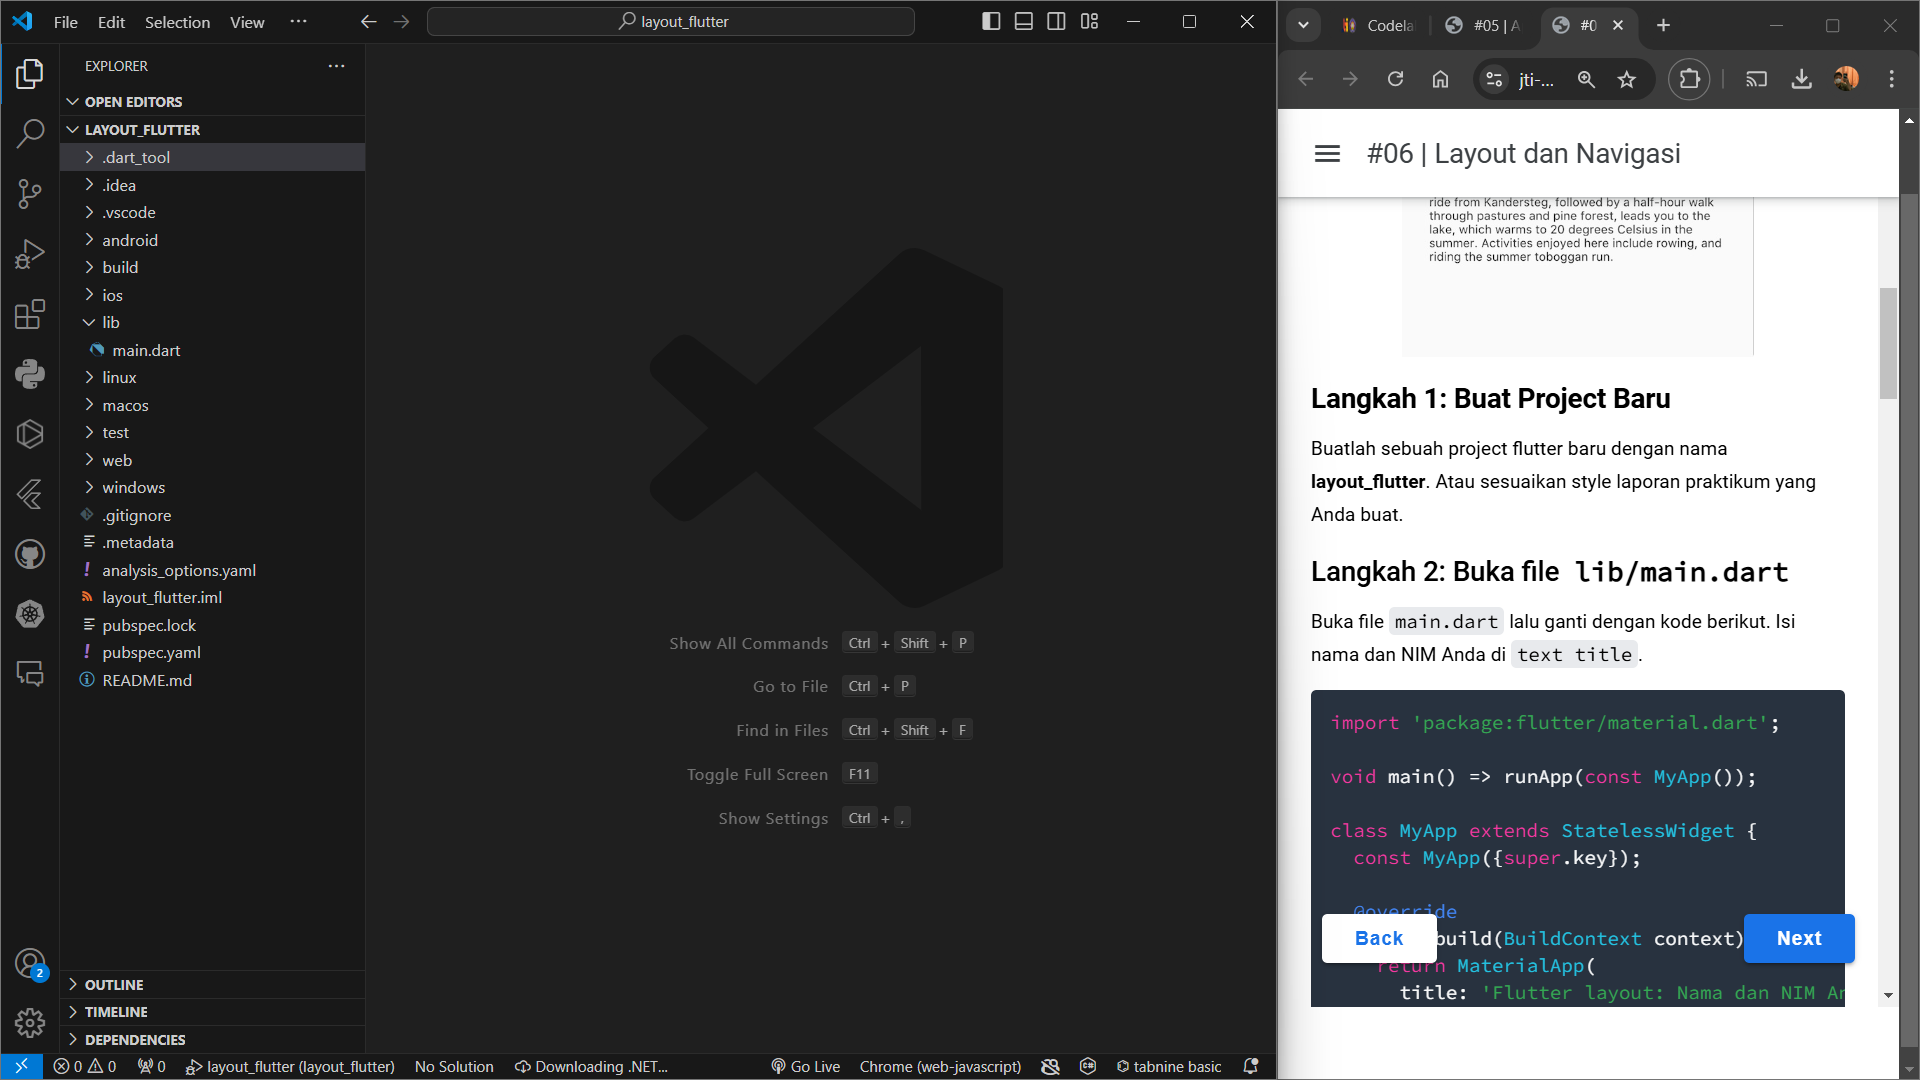 File Edit Selection View
layout_flutter
EXPLORER
OPEN EDITORS
LAYOUT_FLUTTER
.dart_tool
.idea
.vscode
android
build
ios
lib
main.dart
linux
macos
test
web
windows
.gitignore
.metadata
analysis_options.yaml
layout_flutter.iml
pubspec.lock
pubspec.yaml
README.md
OUTLINE
TIMELINE
DEPENDENCIES
2
Show All Commands Ctrl + Shift + P
Go to File Ctrl + P
Find in Files Ctrl + Shift + F
Toggle Full Screen F11
Show Settings Ctrl + ,
0 0 0 layout_flutter (layout_flutter) No Solution Downloading .NET... Go Live Chrome (web-javascript) tabnine basic
Codela #05 | A #0
jti-...
#06 | Layout dan Navigasi
ride from Kandersteg, followed by a half-hour walk
through pastures and pine forest, leads you to the
lake, which warms to 20 degrees Celsius in the
summer. Activities enjoyed here include rowing, and
riding the summer toboggan run.
Langkah 1: Buat Project Baru
Buatlah sebuah project flutter baru dengan nama
layout_flutter. Atau sesuaikan style laporan praktikum yang
Anda buat.
Langkah 2: Buka file lib/main.dart
Buka file main.dart lalu ganti dengan kode berikut. Isi
nama dan NIM Anda di text title.
import 'package:flutter/material.dart';
void main() => runApp(const MyApp());
class MyApp extends StatelessWidget {
const MyApp({super.key});
@override
build(BuildContext context)
return MaterialApp(
title: 'Flutter layout: Nama dan NIM An
Back
Next